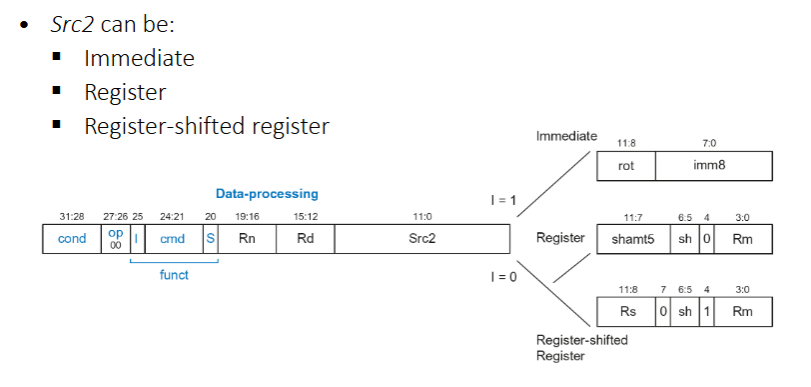 • Src2 can be:
▪ Immediate
▪ Register
▪ Register-shifted register
Immediate
11:8 7:0
rot imm8
Data-processing
I = 1
31:28 27:26 25 24:21 20 19:16 15:12 11:0
cond op 00 I cmd S Rn Rd Src2
funct
I = 0
Register
11:7 6:5 4 3:0
shamt5 sh 0 Rm
11:8 7 6:5 4 3:0
Rs 0 sh 1 Rm
Register-shifted
Register